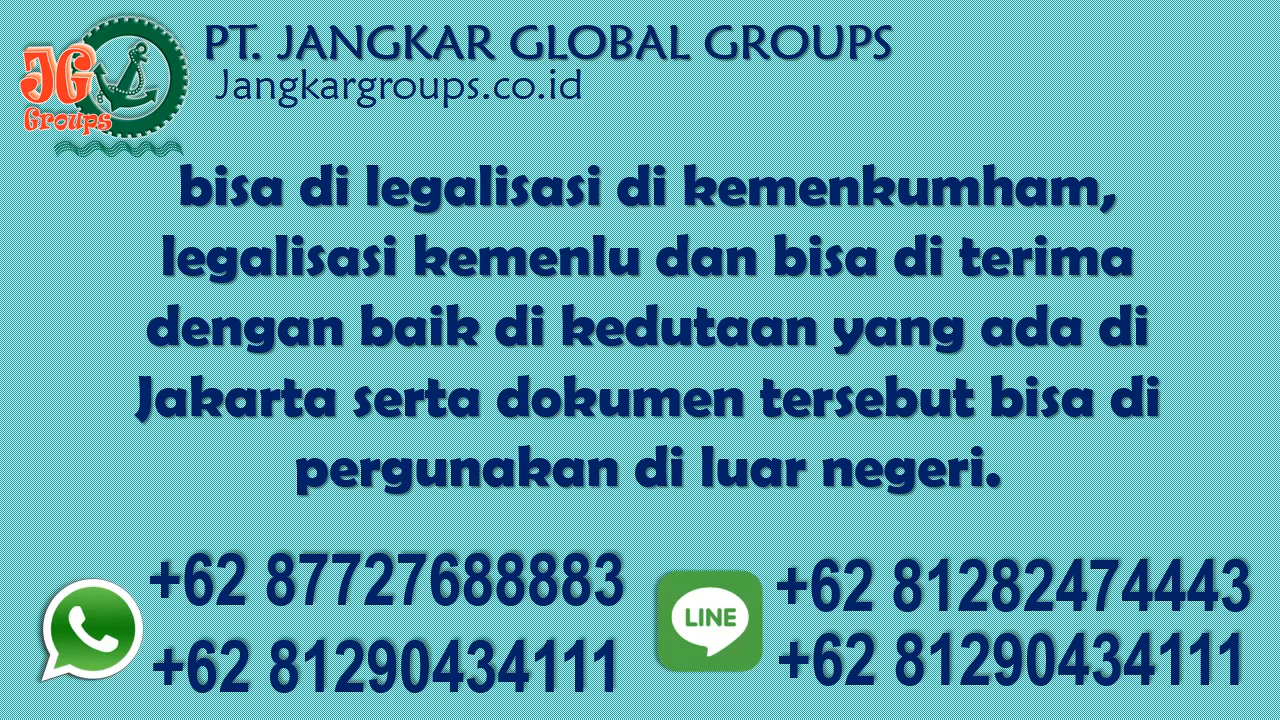 JG
Groups
PT. JANGKAR GLOBAL GROUPS
Jangkargroups.co.id
bisa di legalisasi di kemenkumham,
legalisasi kemenlu dan bisa di terima
dengan baik di kedutaan yang ada di
Jakarta serta dokumen tersebut bisa di
pergunakan di luar negeri.
+62 87727688883
+62 81290434111
LINE
+62 81282474443
+62 81290434111